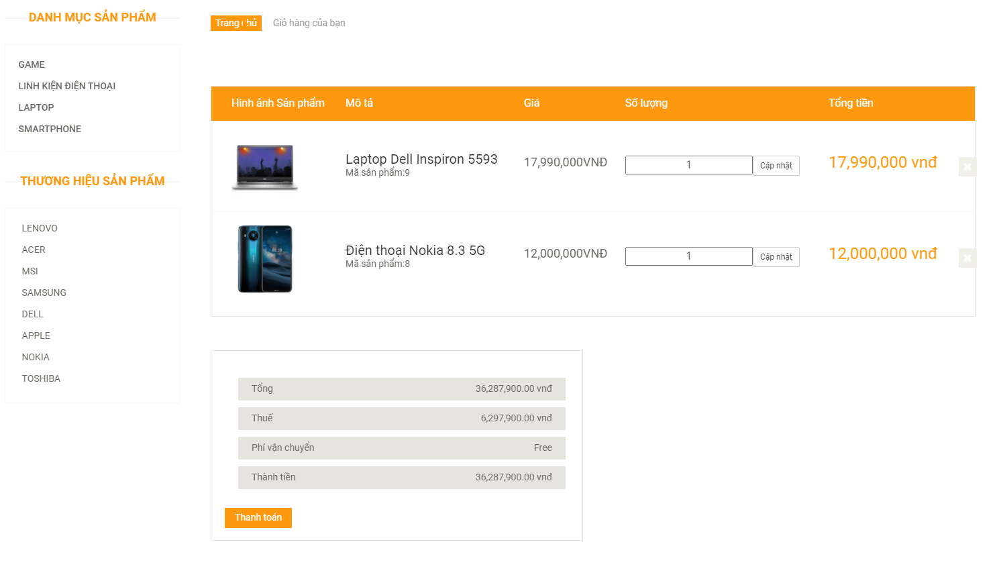 DANH MỤC SẢN PHẨM
GAME
LINH KIỆN ĐIỆN THOẠI
LAPTOP
SMARTPHONE
THƯƠNG HIỆU SẢN PHẨM
LENOVO
ACER
MSI
SAMSUNG
DELL
APPLE
NOKIA
TOSHIBA
Trang chủ Giỏ hàng của bạn
Hình ảnh Sản phẩm Mô tả Giá Số lượng Tổng tiền
Laptop Dell Inspiron 5593 17,990,000VNĐ 1 Cập nhật 17,990,000 vnđ
Mã sản phẩm:9
Điện thoại Nokia 8.3 5G 12,000,000VNĐ 1 Cập nhật 12,000,000 vnđ
Mã sản phẩm:8
Tổng 36,287,900.00 vnđ
Thuế 6,297,900.00 vnđ
Phí vận chuyển Free
Thành tiền 36,287,900.00 vnđ
Thanh toán